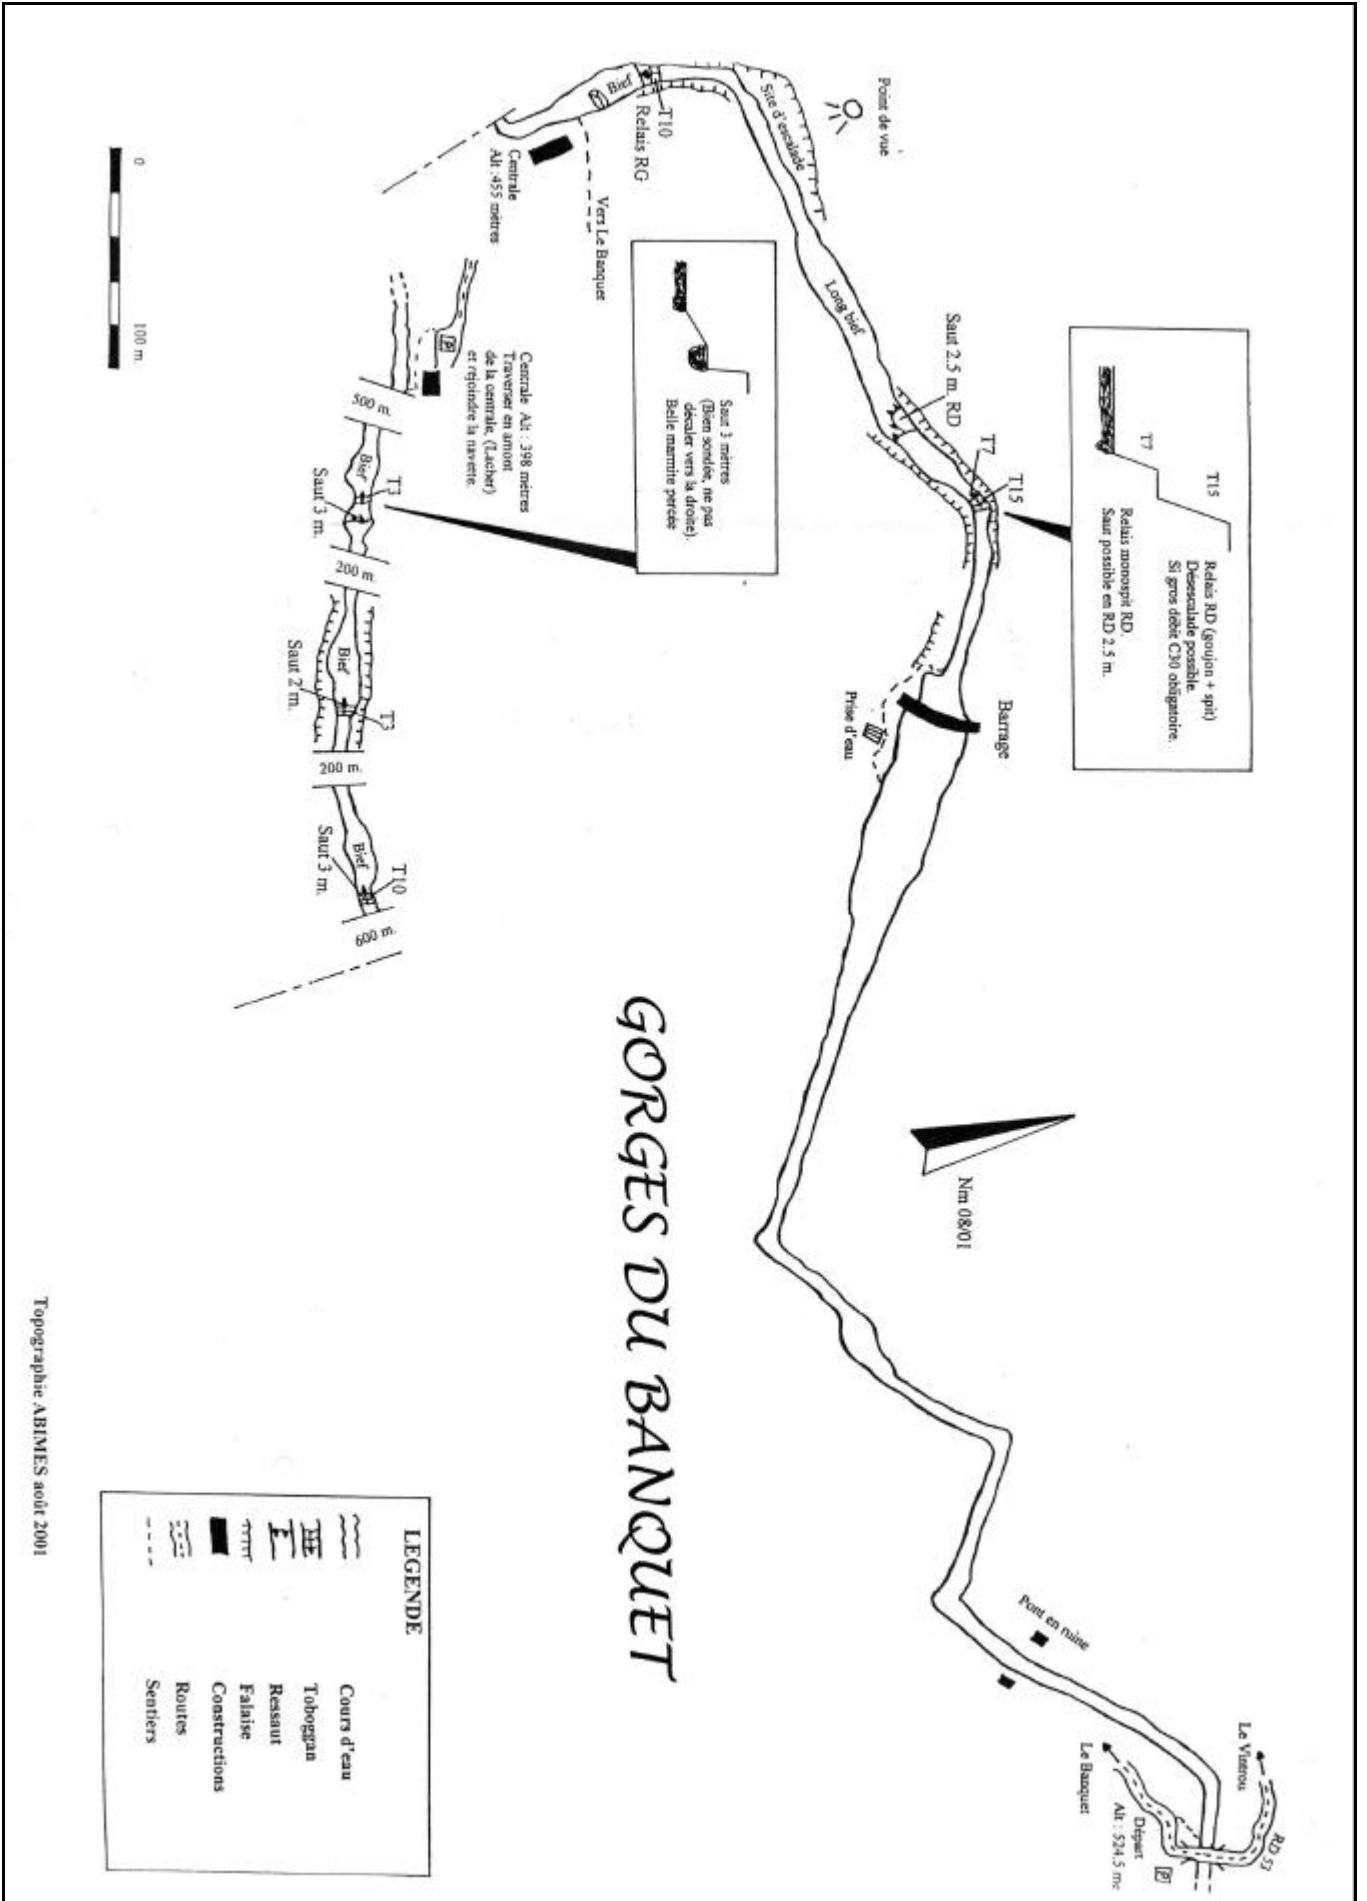 GORGES DU BANQUET
Point de vue
Site d'escalade
Bief
T10
Relais RG
Centrale
Alt :455 mètres
Vers Le Banquet
Long bief
Saut 2.5 m. RD
T7
T15
T15
T7
Relais RD (goujon + spit)
Désescalade possible.
Si gros débit C30 obligatoire.
Relais monospit RD.
Saut possible en RD 2.5 m.
Saut 3 mètres
(Bien sondée, ne pas
décaler vers la droite).
Belle marmite percée
Barrage
Prise d'eau
Nm 08/01
Pont en ruine
Le Vintrou
RD 53
Le Banquet
Départ
Alt : 524.5 mè
P
0
100 m.
P
Centrale Alt : 398 mètres
Traverser en amont
de la centrale, (Lacher)
et rejoindre la navette.
500 m.
Bief
T3
Saut 3 m.
200 m.
Bief
Saut 2 m.
T3
200 m.
Bief
Saut 3 m.
T10
600 m.
LEGENDE
Cours d'eau
Toboggan
Ressaut
Falaise
Constructions
Routes
Sentiers
Topographie ABIMES août 2001